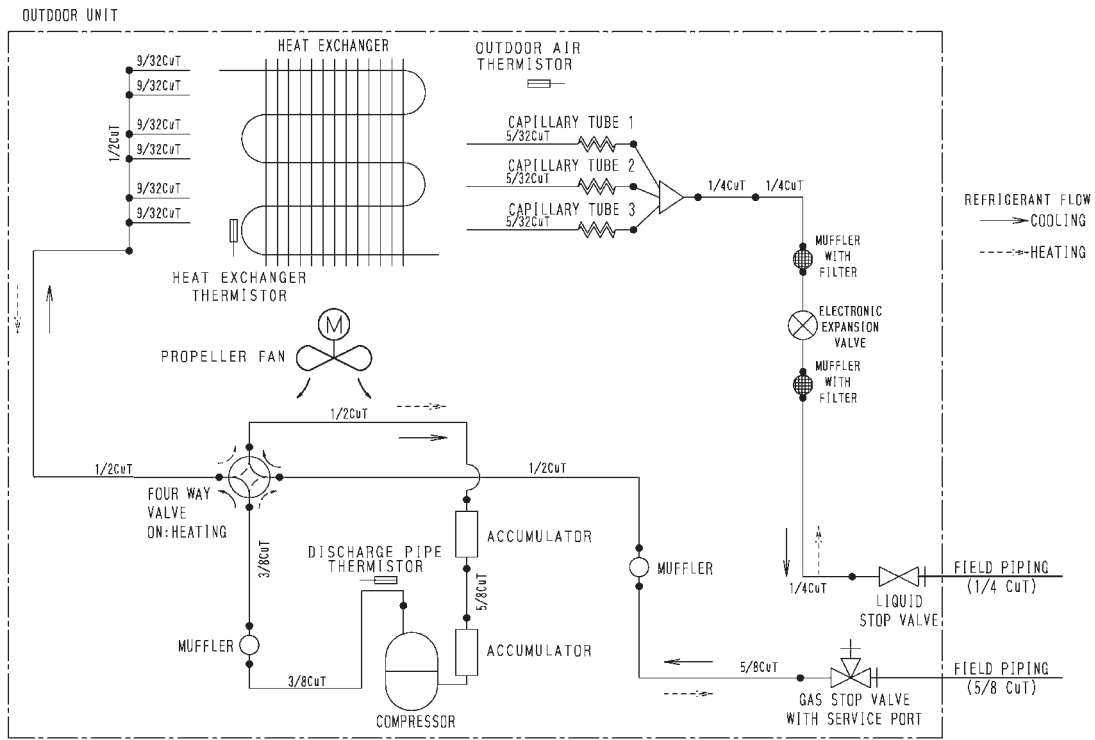 OUTDOOR UNIT
HEAT EXCHANGER
OUTDOOR AIR
THERMISTOR
9/32CuT
9/32CuT
9/32CuT
9/32CuT
9/32CuT
9/32CuT
1/2CuT
CAPILLARY TUBE 1
5/32CuT
CAPILLARY TUBE 2
5/32CuT
CAPILLARY TUBE 3
5/32CuT
1/4CuT
1/4CuT
REFRIGERANT FLOW
COOLING
HEATING
MUFFLER
WITH
FILTER
HEAT EXCHANGER
THERMISTOR
ELECTRONIC
EXPANSION
VALVE
M
PROPELLER FAN
MUFFLER
WITH
FILTER
1/2CuT
1/2CuT
1/2CuT
FOUR WAY
VALVE
ON:HEATING
3/8CuT
ACCUMULATOR
DISCHARGE PIPE
THERMISTOR
5/8CuT
MUFFLER
1/4CuT
FIELD PIPING
(1/4 CuT)
LIQUID
STOP VALVE
MUFFLER
ACCUMULATOR
3/8CuT
COMPRESSOR
5/8CuT
FIELD PIPING
(5/8 CuT)
GAS STOP VALVE
WITH SERVICE PORT